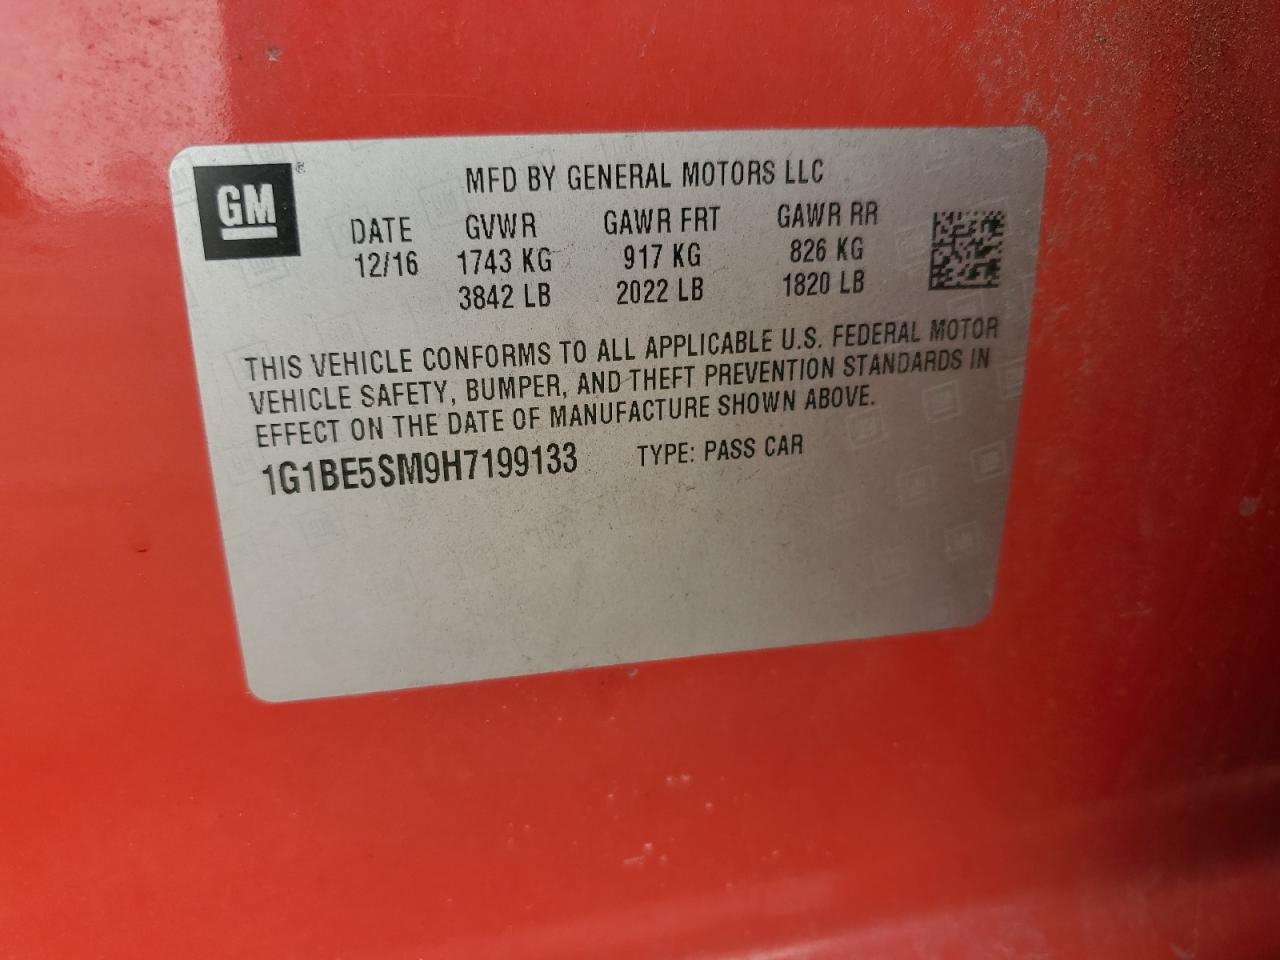 GM
MFD BY GENERAL MOTORS LLC
DATE GVWR GAWR FRT GAWR RR
12/16 1743 KG 917 KG 826 KG
3842 LB 2022 LB 1820 LB
THIS VEHICLE CONFORMS TO ALL APPLICABLE U.S. FEDERAL MOTOR
VEHICLE SAFETY, BUMPER, AND THEFT PREVENTION STANDARDS IN
EFFECT ON THE DATE OF MANUFACTURE SHOWN ABOVE.
1G1BE5SM9H7199133 TYPE: PASS CAR